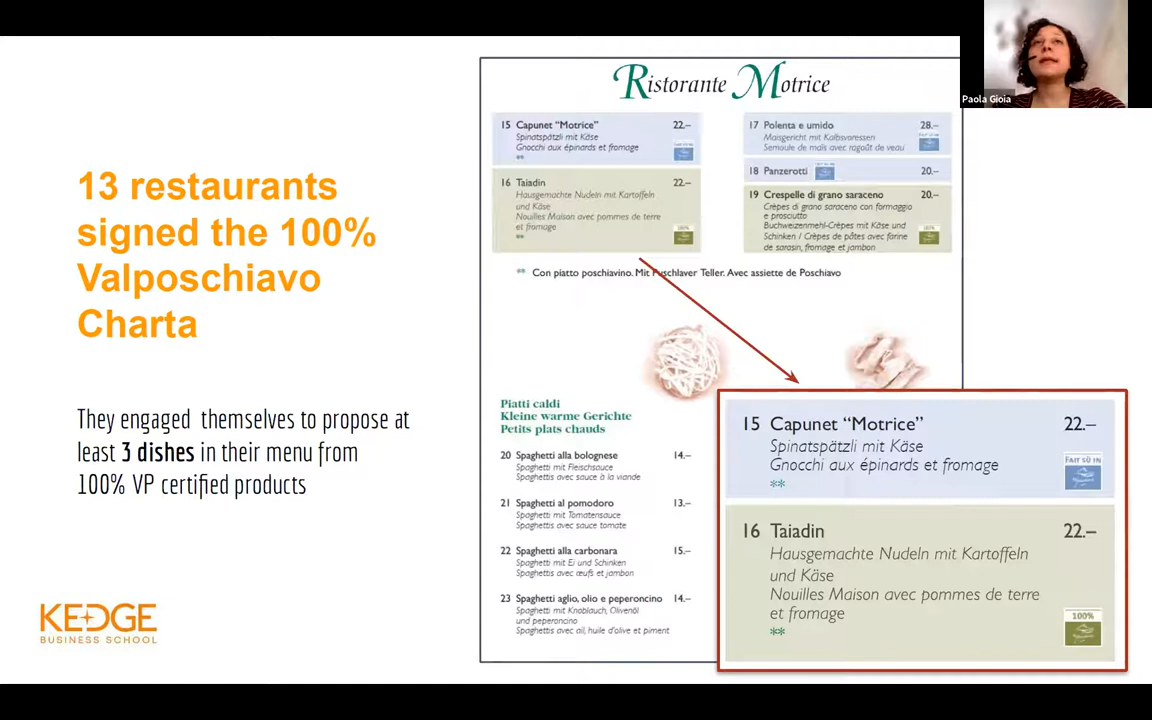 Paola Gioia
13 restaurants
signed the 100%
Valposchiavo
Charta
They engaged themselves to propose at
least 3 dishes in their menu from
100% VP certified products
KEDGE
BUSINESS SCHOOL
Ristorante Motrice
15 Capunet “Motrice” 22.–
Spinatspätzli mit Käse
Gnocchi aux épinards et fromage
**
16 Taiadin 22.–
Hausgemachte Nudeln mit Kartoffeln
und Käse
Nouilles Maison avec pommes de terre
et fromage
**
100%
17 Polenta e umido 28.–
Maisgericht mit Kalbsvoressen
Semoule de maïs avec ragoût de veau
18 Panzerotti 20.–
19 Crespelle di grano saraceno 20.–
Crêpes di grano saraceno con formaggio
e prosciutto
Buchweizenmehl-Crêpes mit Käse und
Schinken / Crêpes de pâtes avec farine
de sarasin, fromage et jambon
100%
** Con piatto poschiavino. Mit Puschlaver Teller. Avec assiette de Poschiavo
Piatti caldi
Kleine warme Gerichte
Petits plats chauds
20 Spaghetti alla bolognese 14.–
Spaghetti mit Fleischsauce
Spaghettis avec sauce à la viande
21 Spaghetti al pomodoro 13.–
Spaghetti mit Tomatensauce
Spaghettis avec sauce tomate
22 Spaghetti alla carbonara 15.–
Spaghetti mit Ei und Schinken
Spaghettis avec œufs et jambon
23 Spaghetti aglio, olio e peperoncino 14.–
Spaghetti mit Knoblauch, Olivenöl
und peperoncino
Spaghettis avec ail, huile d'olive et piment
15 Capunet “Motrice” 22.–
Spinatspätzli mit Käse
Gnocchi aux épinards et fromage
**
FAIT SÜ IN
16 Taiadin 22.–
Hausgemachte Nudeln mit Kartoffeln
und Käse
Nouilles Maison avec pommes de terre
et fromage
**
100%